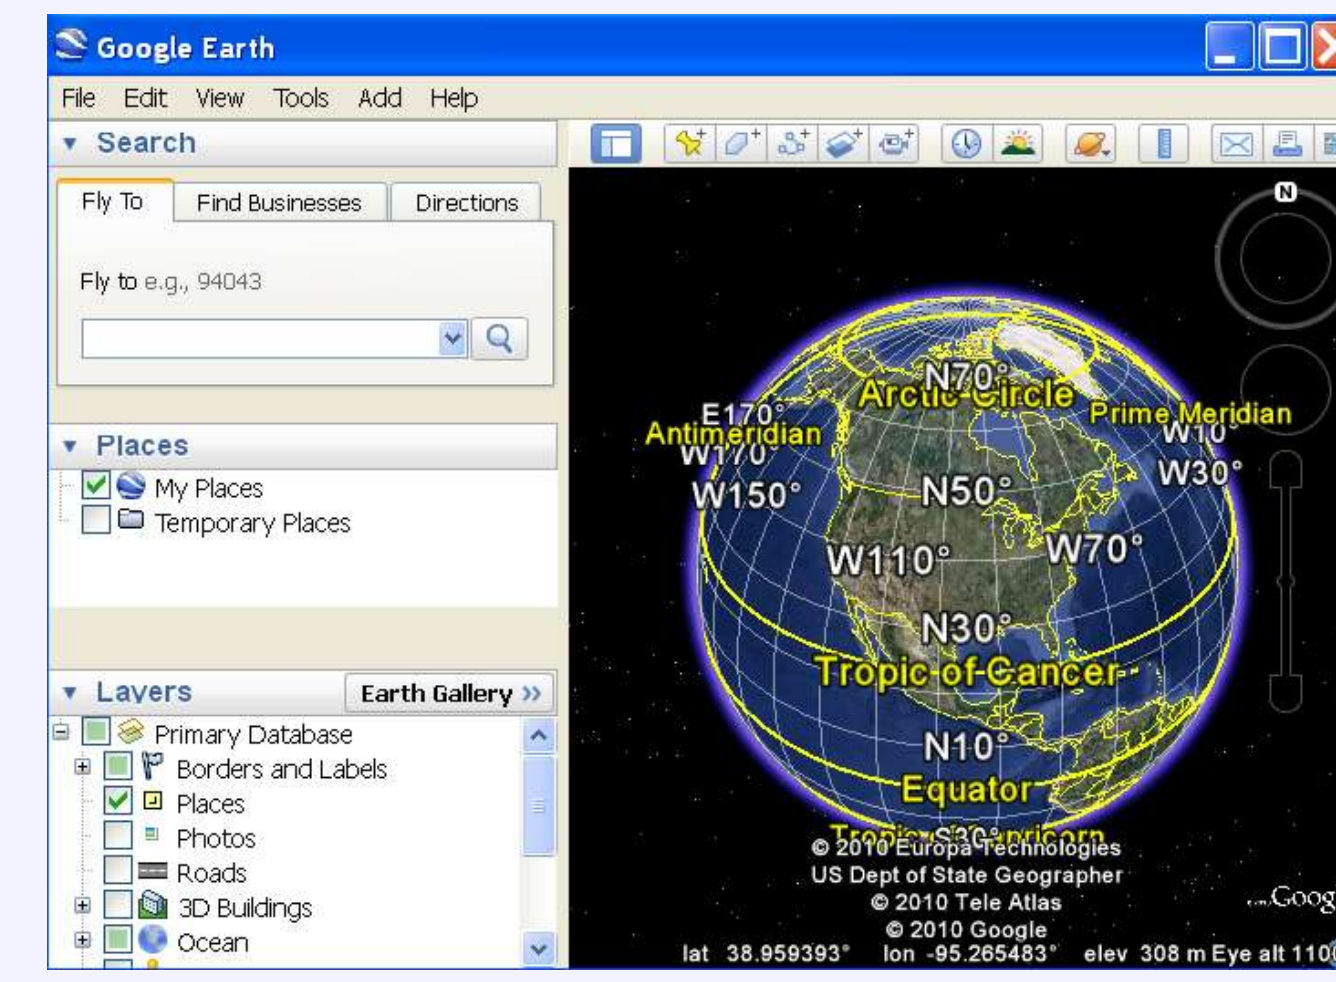 Google Earth
File Edit View Tools Add Help
Search
Fly To Find Businesses Directions
Fly to e.g., 94043
Places
My Places
Temporary Places
Layers Earth Gallery »
Primary Database
Borders and Labels
Places
Photos
Roads
3D Buildings
Ocean
N
N70°
Arctic Circle
E170° Prime Meridian
Antimeridian W10°
W170° W30°
W150° N50°
W110° W70°
N30°
Tropic of Cancer
N10°
Equator
Tropic of Capricorn
S30°
© 2010 Europa Technologies
US Dept of State Geographer
© 2010 Tele Atlas
© 2010 Google
lat 38.959393° lon -95.265483° elev 308 m Eye alt